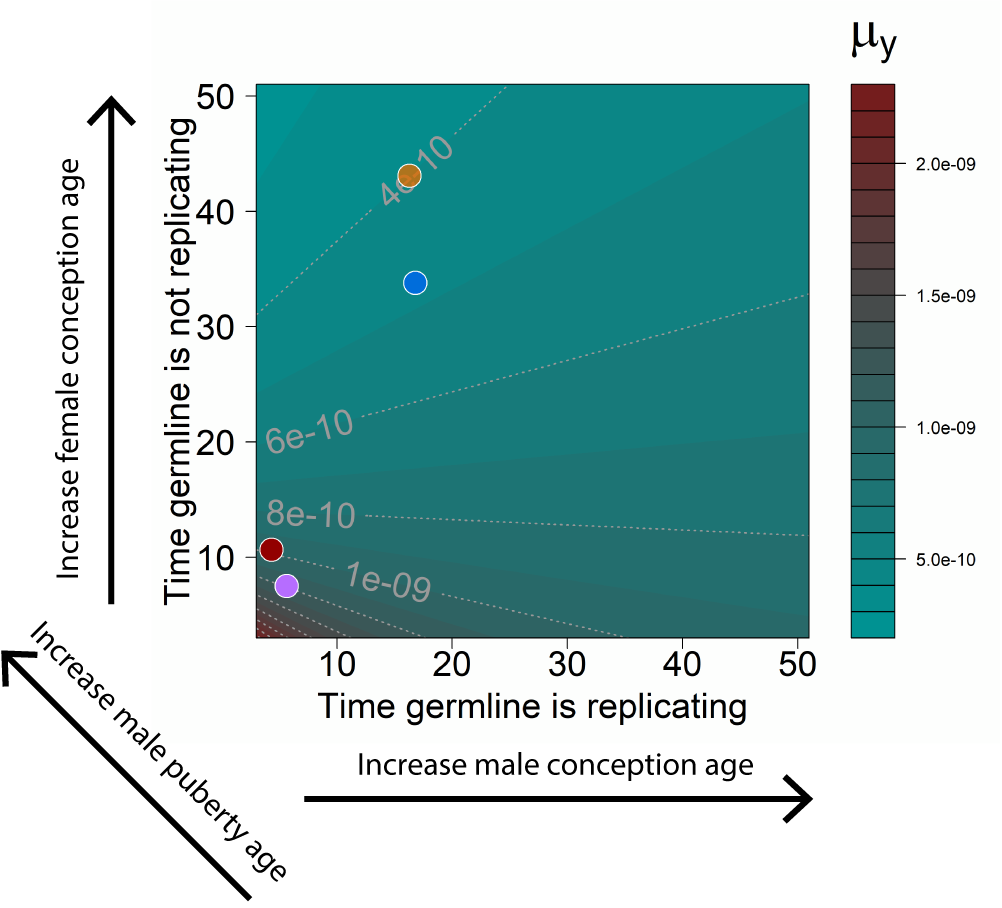 μy
50
40
30
20
10
Time germline is not replicating
Increase female conception age
4e-10
6e-10
8e-10
1e-09
2.0e-09
1.5e-09
1.0e-09
5.0e-10
10 20 30 40 50
Time germline is replicating
Increase male conception age
Increase male puberty age